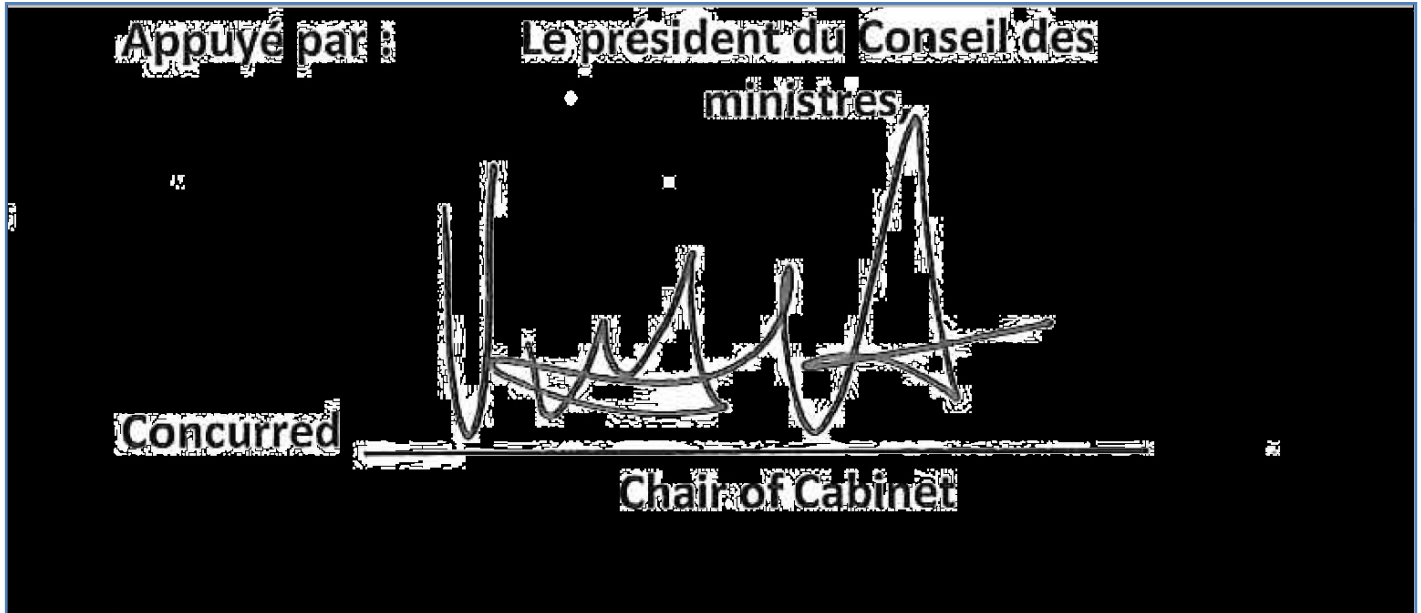 Appuyé par : Le président du Conseil des
ministres,
Concurred
Chair of Cabinet